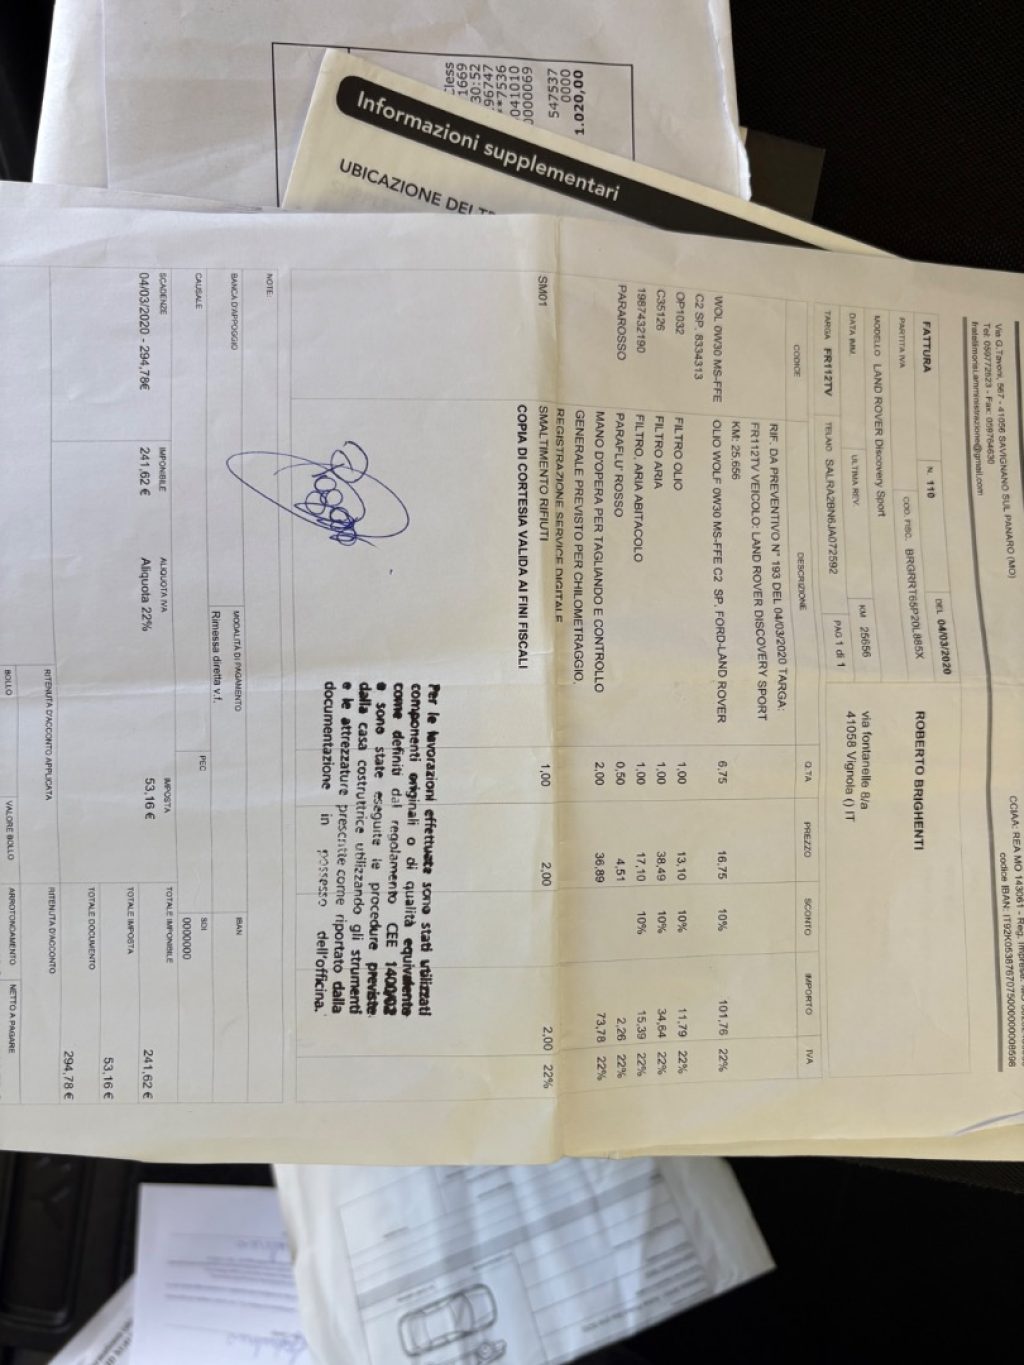 1.020,00
0000
547537
Informazioni supplementari
UBICAZIONE DEI
Via G.Tavoni, 567 - 41056 SAVIGNANO SUL PANARO (MO)
Tel: 059772523 - Fax: 059764630
CCIAA: REA MO 143061 - Reg.
FATTURA N. 110 DEL 04/03/2020
PARTITA IVA COD. FISC. BRGRRT65P20L885X
MODELLO LAND ROVER Discovery Sport
DATA IMM. ULTIMA REV. KM 25656
TARGA FR112TV TELAIO SALRA2BN6JA072592 PAG 1 di 1
ROBERTO BRIGHENTI
via fontanelle 8/a
41058 Vignola () IT
CODICE DESCRIZIONE Q.TA PREZZO SCONTO IMPORTO IVA
RIF. DA PREVENTIVO N° 193 DEL 04/03/2020 TARGA:
FR112TV VEICOLO: LAND ROVER DISCOVERY SPORT
KM: 25.656
WOL 0W30 MS-FFE OLIO WOLF 0W30 MS-FFE C2 SP. FORD-LAND ROVER 6,75 16,75 10% 101,76 22%
C2 SP. 8334313
OP1032 FILTRO OLIO 1,00 13,10 10% 11,79 22%
C35126 FILTRO ARIA 1,00 38,49 10% 34,64 22%
1987432190 FILTRO, ARIA ABITACOLO 1,00 17,10 10% 15,39 22%
PARAROSSO PARAFLU' ROSSO 0,50 4,51 2,26 22%
MANO D'OPERA PER TAGLIANDO E CONTROLLO 2,00 36,89 73,78 22%
GENERALE PREVISTO PER CHILOMETRAGGIO.
REGISTRAZIONE SERVICE DIGITALE
SM01 SMALTIMENTO RIFIUTI 1,00 2,00 2,00 22%
COPIA DI CORTESIA VALIDA AI FINI FISCALI
Per le lavorazioni effettuate sono stati utilizzati
componenti originali o di qualità equivalente
come definiti dal regolamento CEE 1400/02
e sono state eseguite le procedure previste
dalla casa costruttrice utilizzando gli strumenti
e le attrezzature prescritte come riportato dalla
documentazione in possesso dell'officina.
NOTE:
BANCA D'APPOGGIO MODALITA' DI PAGAMENTO IBAN
Rimessa diretta v.f.
CAUSALE PEC SDI
0000000
SCADENZE IMPONIBILE ALIQUOTA IVA IMPOSTA TOTALE IMPONIBILE
04/03/2020 - 294,78€ 241,62 € Aliquota 22% 53,16 € 241,62 €
TOTALE IMPOSTA
53,16 €
TOTALE DOCUMENTO
294,78 €
RITENUTA D'ACCONTO APPLICATA RITENUTA D'ACCONTO
BOLLO VALORE BOLLO ARROTONDAMENTO NETTO A PAGARE